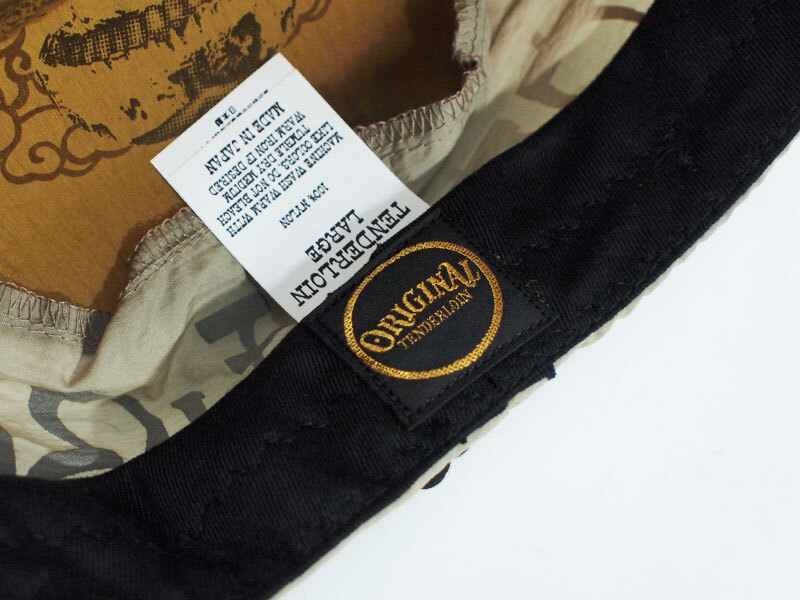 TENDERLOIN
LARGE
100% NYLON
MACHINE WASH WARM WITH
LIKE COLORS. DO NOT BLEACH
TUMBLE DRY MEDIUM
WARM IRON IF DESIRED
MADE IN JAPAN
ORIGINAL
TENDERLOIN